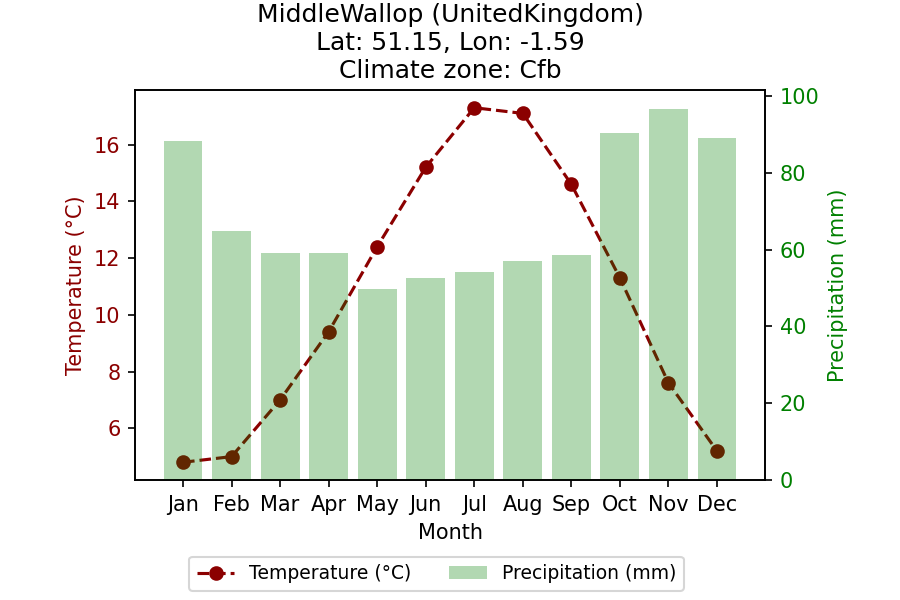 MiddleWallop (UnitedKingdom)
Lat: 51.15, Lon: -1.59
Climate zone: Cfb
Temperature (°C)
16
14
12
10
8
6
Precipitation (mm)
100
80
60
40
20
0
Jan Feb Mar Apr May Jun Jul Aug Sep Oct Nov Dec
Month
Temperature (°C) Precipitation (mm)